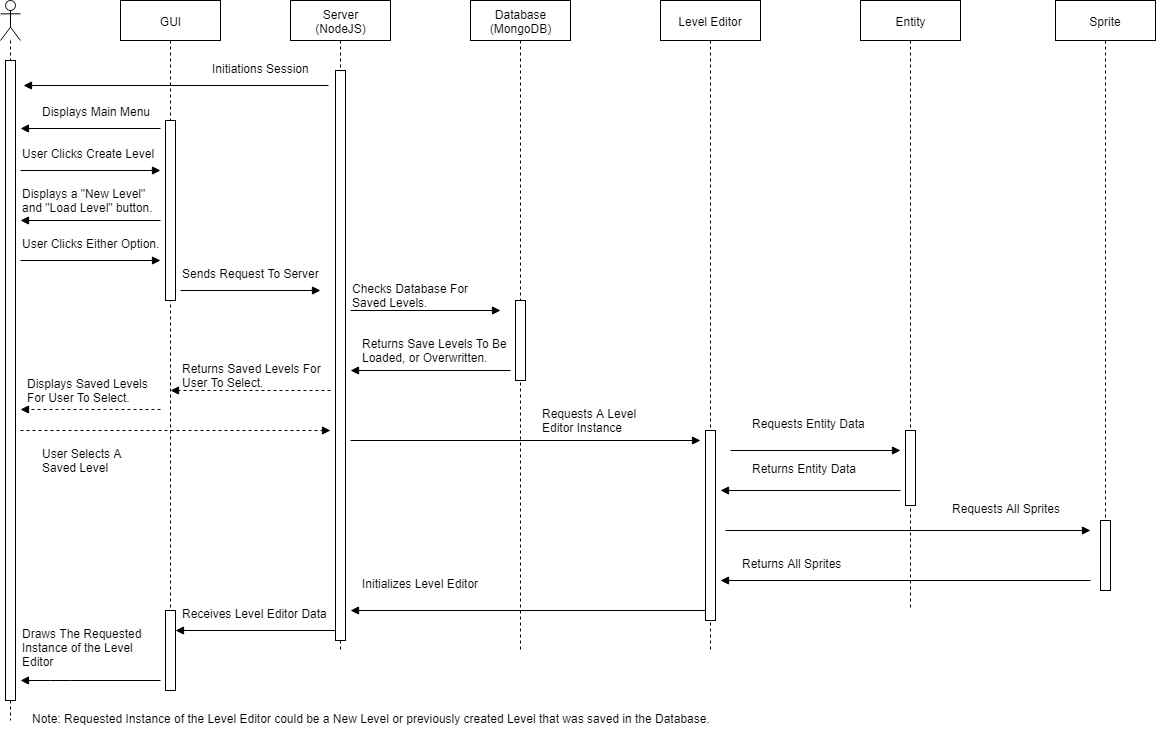 GUI
Server
(NodeJS)
Database
(MongoDB)
Level Editor
Entity
Sprite
Initiations Session
Displays Main Menu
User Clicks Create Level
Displays a "New Level"
and "Load Level" button.
User Clicks Either Option.
Sends Request To Server
Checks Database For
Saved Levels.
Returns Save Levels To Be
Loaded, or Overwritten.
Returns Saved Levels For
User To Select.
Displays Saved Levels
For User To Select.
User Selects A
Saved Level
Requests A Level
Editor Instance
Requests Entity Data
Returns Entity Data
Requests All Sprites
Returns All Sprites
Initializes Level Editor
Receives Level Editor Data
Draws The Requested
Instance of the Level
Editor
Note: Requested Instance of the Level Editor could be a New Level or previously created Level that was saved in the Database.